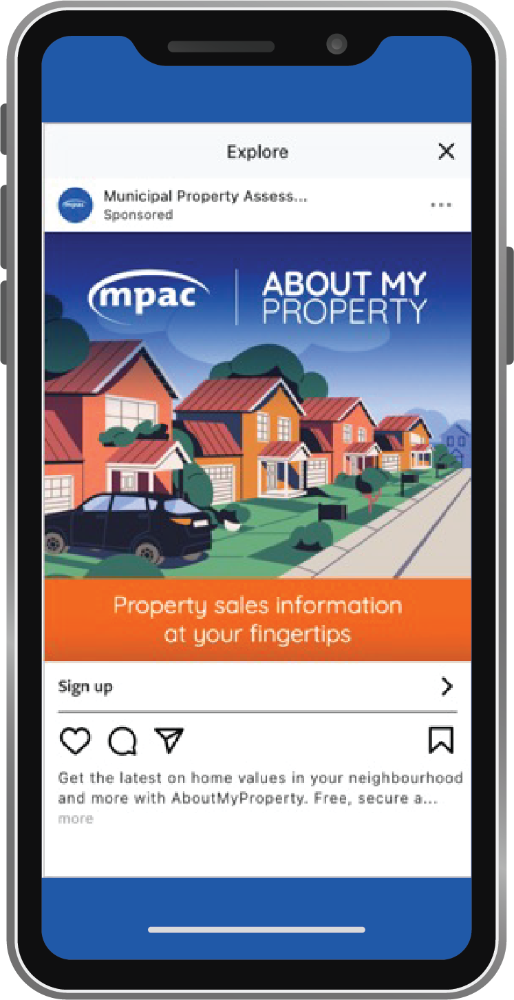 Explore
mpac
Municipal Property Assess...
Sponsored
mpac
ABOUT MY
PROPERTY
Property sales information
at your fingertips
Sign up
Get the latest on home values in your neighbourhood
and more with AboutMyProperty. Free, secure a...
more